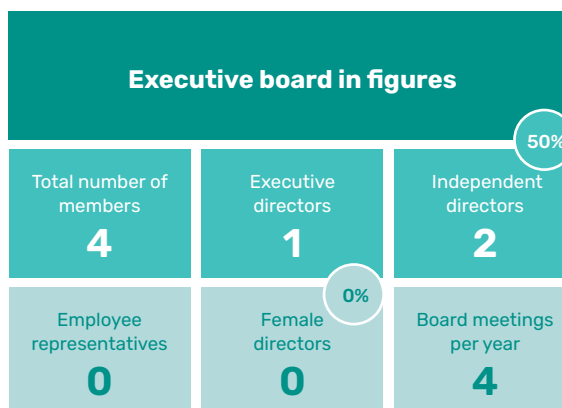 Executive board in figures
50%
Total number of
members
4
Executive
directors
1
Independent
directors
2
Employee
representatives
0
0%
Female
directors
0
Board meetings
per year
4